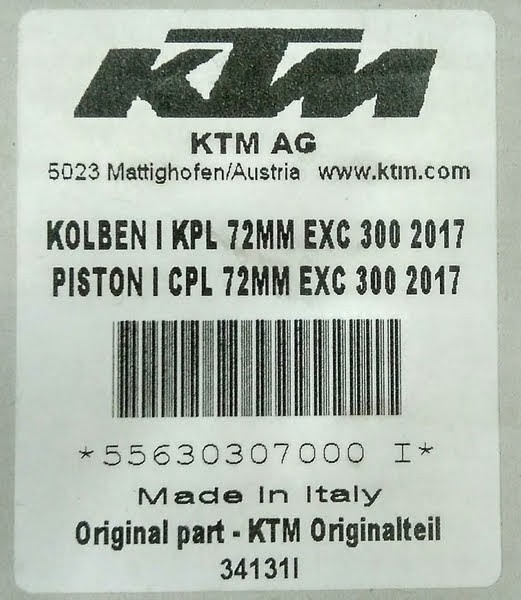 KTM
KTM AG
5023 Mattighofen/Austria www.ktm.com
KOLBEN I KPL 72MM EXC 300 2017
PISTON I CPL 72MM EXC 300 2017
*55630307000 I*
Made in Italy
Original part - KTM Originalteil
34131I